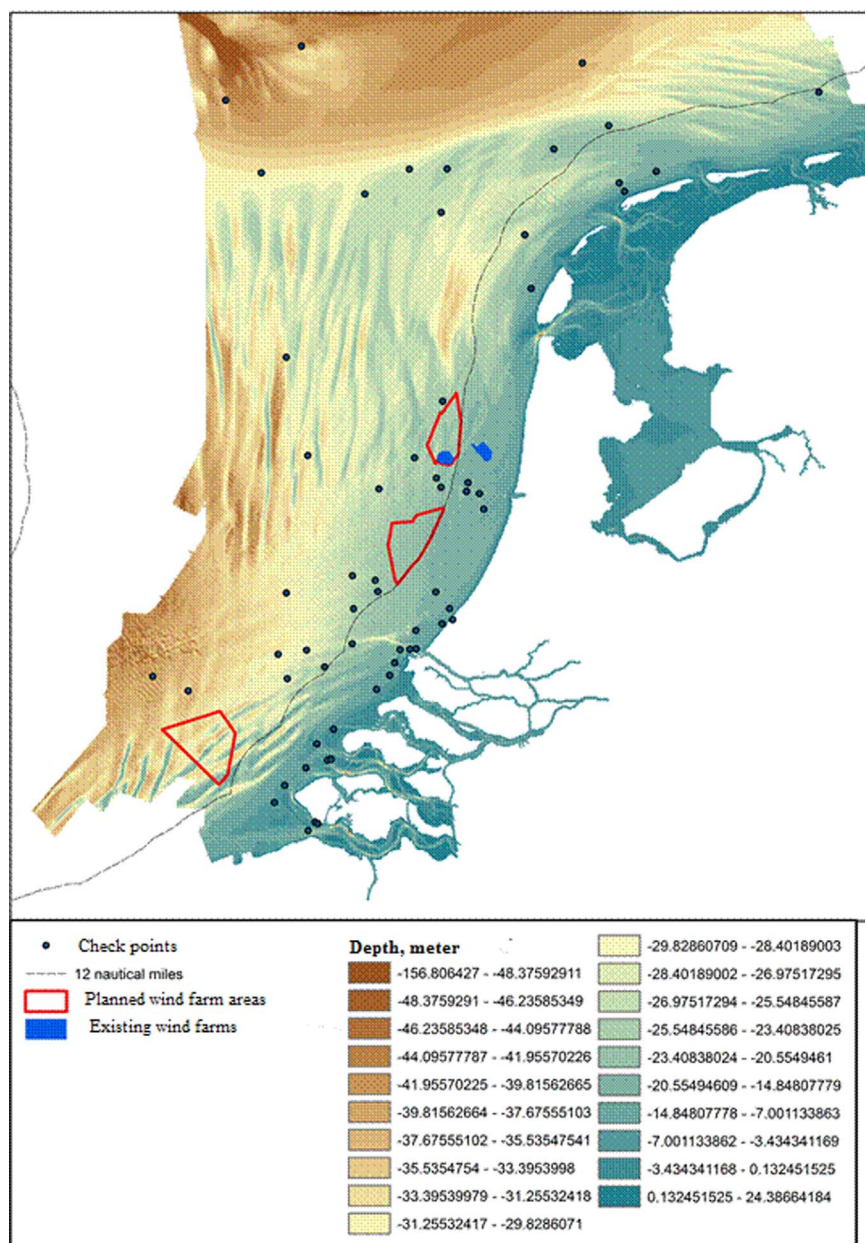 Check points
12 nautical miles
Planned wind farm areas
Existing wind farms
Depth, meter
-156.806427 - -48.37592911
-48.3759291 - -46.23585349
-46.23585348 - -44.09577788
-44.09577787 - -41.95570226
-41.95570225 - -39.81562665
-39.81562664 - -37.67555103
-37.67555102 - -35.53547541
-35.5354754 - -33.3953998
-33.39539979 - -31.25532418
-31.25532417 - -29.8286071
-29.82860709 - -28.40189003
-28.40189002 - -26.97517295
-26.97517294 - -25.54845587
-25.54845586 - -23.40838025
-23.40838024 - -20.5549461
-20.55494609 - -14.84807779
-14.84807778 - -7.001133863
-7.001133862 - -3.434341169
-3.434341168 - 0.132451525
0.132451525 - 24.38664184